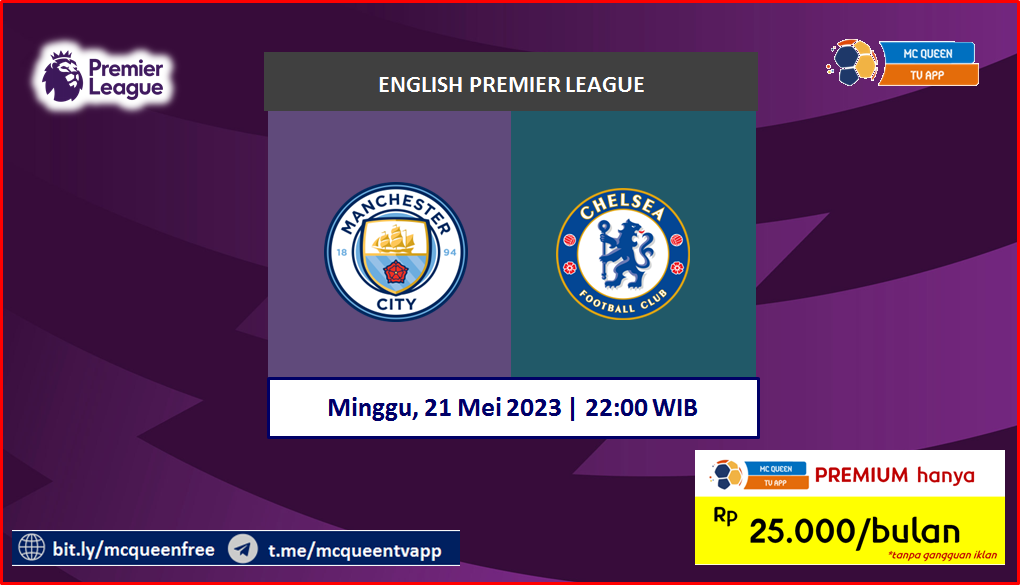 Premier
League
MC QUEEN
TV APP
ENGLISH PREMIER LEAGUE
MANCHESTER
18 94
CITY
CHELSEA
FOOTBALL CLUB
Minggu, 21 Mei 2023 | 22:00 WIB
MC QUEEN
TV APP
PREMIUM hanya
Rp 25.000/bulan
*tanpa gangguan iklan
bit.ly/mcqueenfree t.me/mcqueentvapp